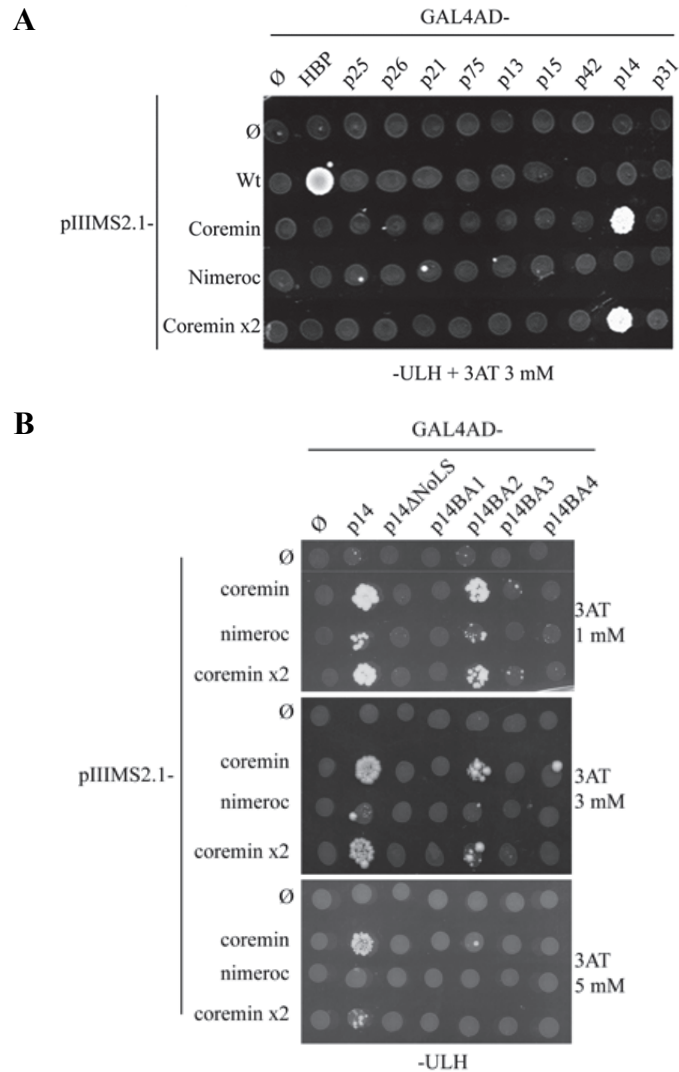 A
GAL4AD-
Ø HBP p25 p26 p21 p75 p13 p15 p42 p14 p31
pIIIMS2.1-
Ø
Wt
Coremin
Nimeroc
Coremin x2
-ULH + 3AT 3 mM
B
GAL4AD-
Ø p14 p14ΔNoLS p14BA1 p14BA2 p14BA3 p14BA4
pIIIMS2.1-
Ø
coremin
nimeroc
coremin x2
3AT
1 mM
Ø
coremin
nimeroc
coremin x2
3AT
3 mM
Ø
coremin
nimeroc
coremin x2
3AT
5 mM
-ULH